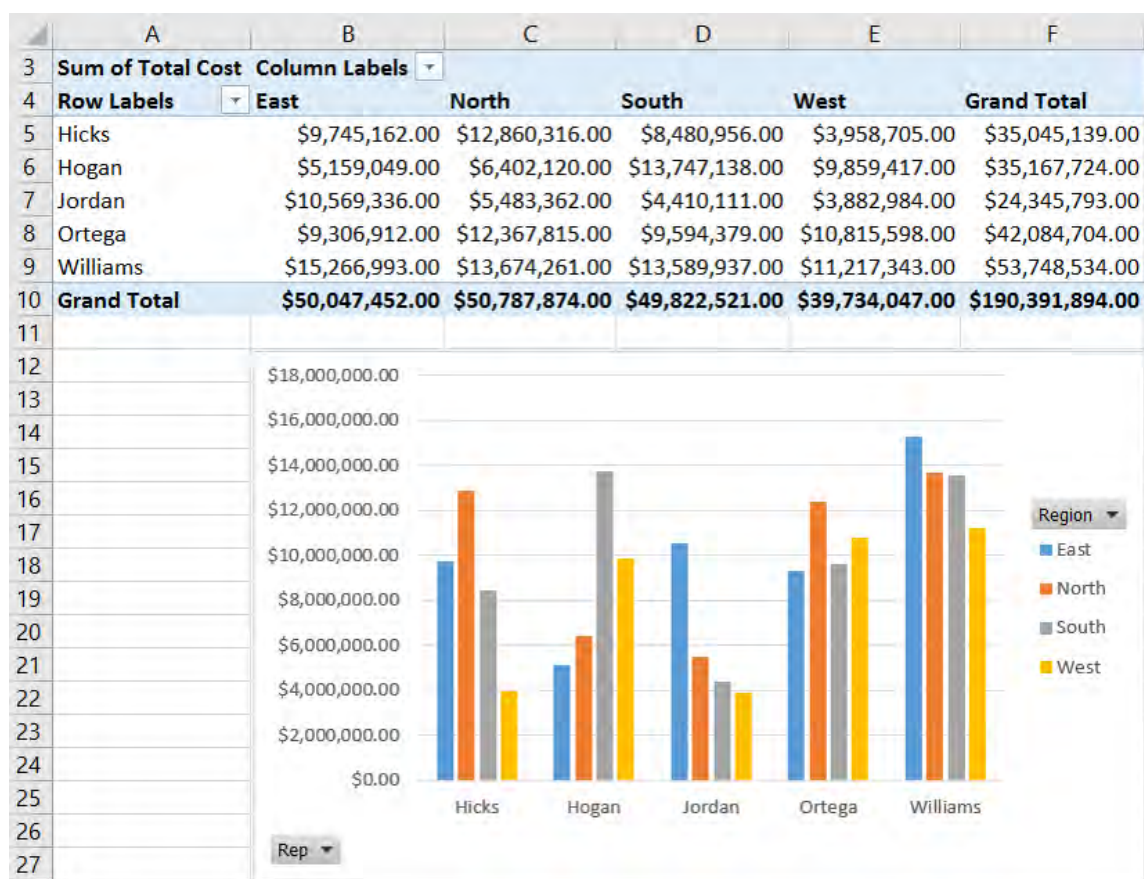 A B C D E F
3 Sum of Total Cost Column Labels
4 Row Labels East North South West Grand Total
5 Hicks $9,745,162.00 $12,860,316.00 $8,480,956.00 $3,958,705.00 $35,045,139.00
6 Hogan $5,159,049.00 $6,402,120.00 $13,747,138.00 $9,859,417.00 $35,167,724.00
7 Jordan $10,569,336.00 $5,483,362.00 $4,410,111.00 $3,882,984.00 $24,345,793.00
8 Ortega $9,306,912.00 $12,367,815.00 $9,594,379.00 $10,815,598.00 $42,084,704.00
9 Williams $15,266,993.00 $13,674,261.00 $13,589,937.00 $11,217,343.00 $53,748,534.00
10 Grand Total $50,047,452.00 $50,787,874.00 $49,822,521.00 $39,734,047.00 $190,391,894.00
11
12 $18,000,000.00
13 $16,000,000.00
14
15 $14,000,000.00
16 $12,000,000.00
17 Region
18 $10,000,000.00 East
19 $8,000,000.00 North
20 South
21 $6,000,000.00 West
22 $4,000,000.00
23 $2,000,000.00
24 $0.00
25 Hicks Hogan Jordan Ortega Williams
26
27 Rep